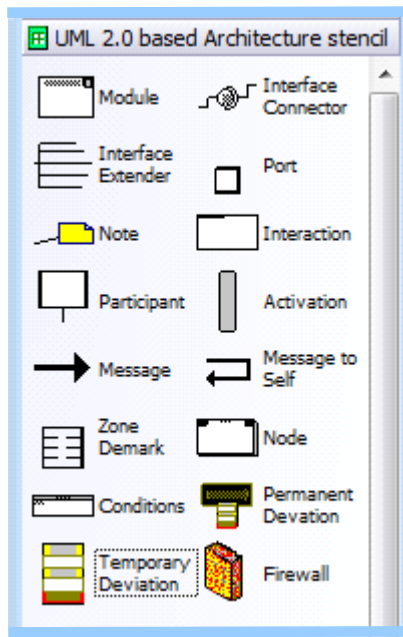 UML 2.0 based Architecture stencil
Module
Interface
Connector
Interface
Extender
Port
Note
Interaction
Participant
Activation
Message
Message to
Self
Zone
Demark
Node
Conditions
Permanent
Devation
Temporary
Deviation
Firewall